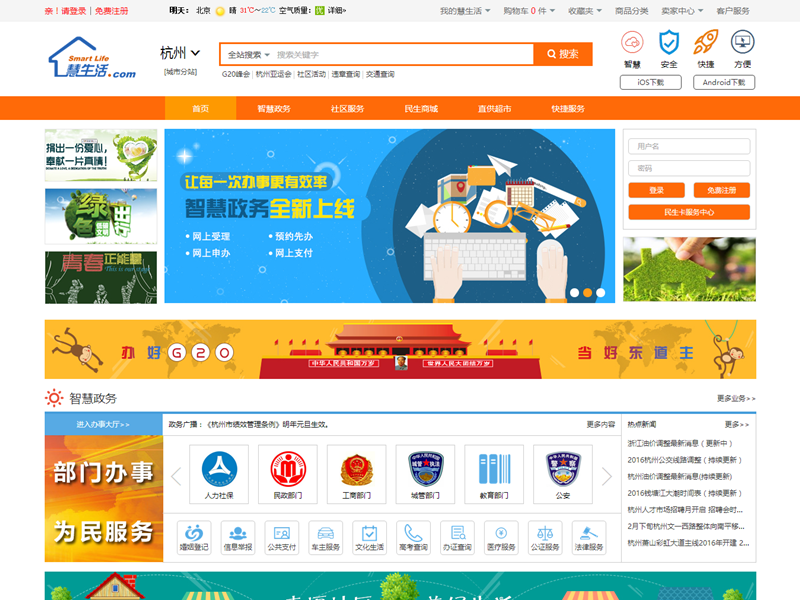 亲！请登录 | 免费注册
明天： 北京 晴 31℃～22℃ 空气质量： 优 详细»
我的慧生活 购物车 0 件 收藏夹 商品分类 卖家中心 客户服务
Smart Life
慧生活.com
杭州
[城市分站]
全站搜索 搜索关键字 搜索
G20峰会 | 杭州亚运会 | 社区活动 | 违章查询 | 交通查询
智慧 安全 快捷 方便
iOS下载 Android下载
首页 智慧政务 社区服务 民生商城 直供超市 快捷服务
捐出一份爱心，
奉献一片真情！
绿色出行
青春正能量
让每一次办事更有效率
智慧政务全新上线
网上受理 预约先办
网上申办 网上支付
用户名
密码
登录 免费注册
民生卡服务中心
办好G20
中华人民共和国万岁 世界人民大团结万岁
当好东道主
智慧政务 更多业务>>
进入办事大厅>>
部门办事
为民服务
政务广播：《杭州市绩效管理条例》明年元旦生效。 更多内容
人力社保 民政部门 工商部门 城管部门 教育部门 公安
婚姻登记 信息举报 公共支付 车主服务 文化生活 高考查询 办证查询 医疗服务 公证服务 法律服务
热点新闻 更多>>
浙江油价调整最新消息（更新中）
2016杭州公交线路调整（持续更新）
杭州油价调整最新消息(持续更新)
2016钱塘江大潮时间表（持续更新）
杭州人才市场招聘月开启 招聘会时...
2月下旬杭州文一西路整体向南平移...
杭州萧山彩虹大道主线2016年开建 2...